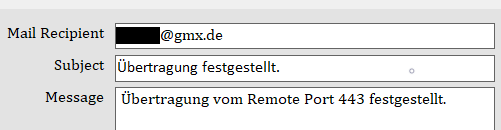 Mail Recipient @gmx.de
Subject Übertragung festgestellt.
Message Übertragung vom Remote Port 443 festgestellt.